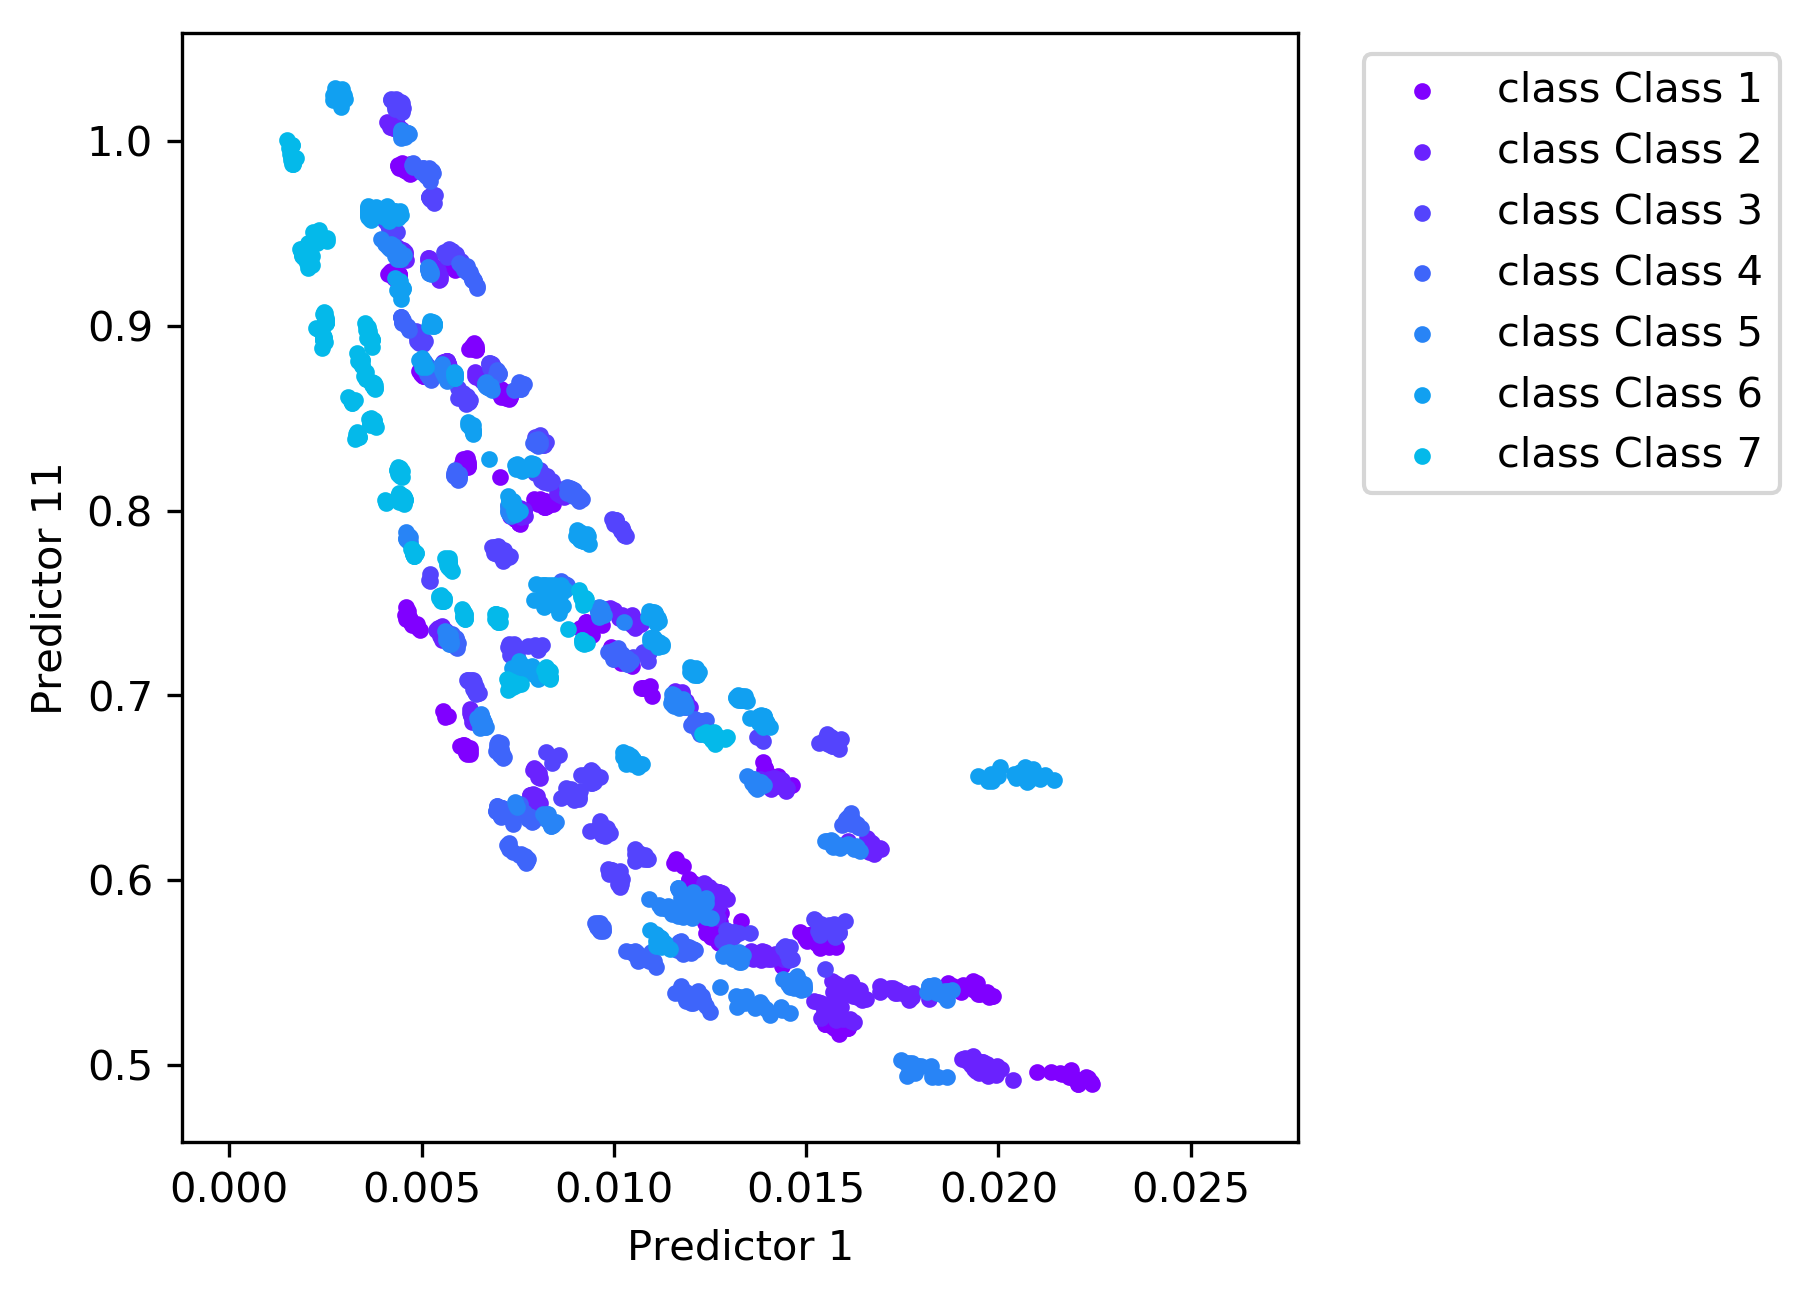 class Class 1
class Class 2
class Class 3
class Class 4
class Class 5
class Class 6
class Class 7
1.0
0.9
0.8
0.7
0.6
0.5
Predictor 11
0.000 0.005 0.010 0.015 0.020 0.025
Predictor 1